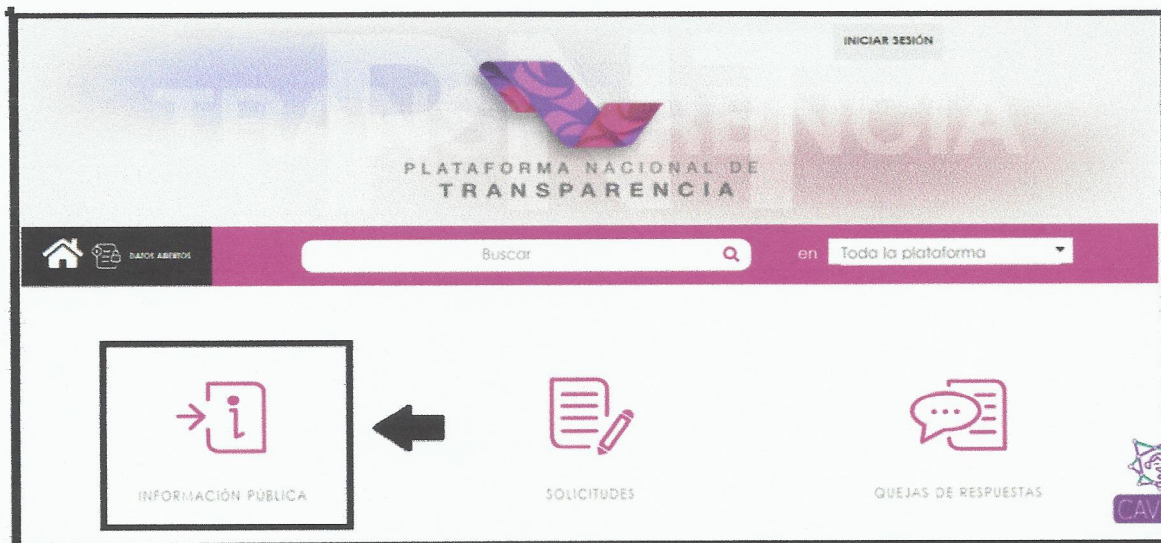 INICIAR SESIÓN
PLATAFORMA NACIONAL DE
TRANSPARENCIA
DATOS ABIERTOS
Buscar
en
Toda la plataforma
INFORMACIÓN PÚBLICA
SOLICITUDES
QUEJAS DE RESPUESTAS
CAV